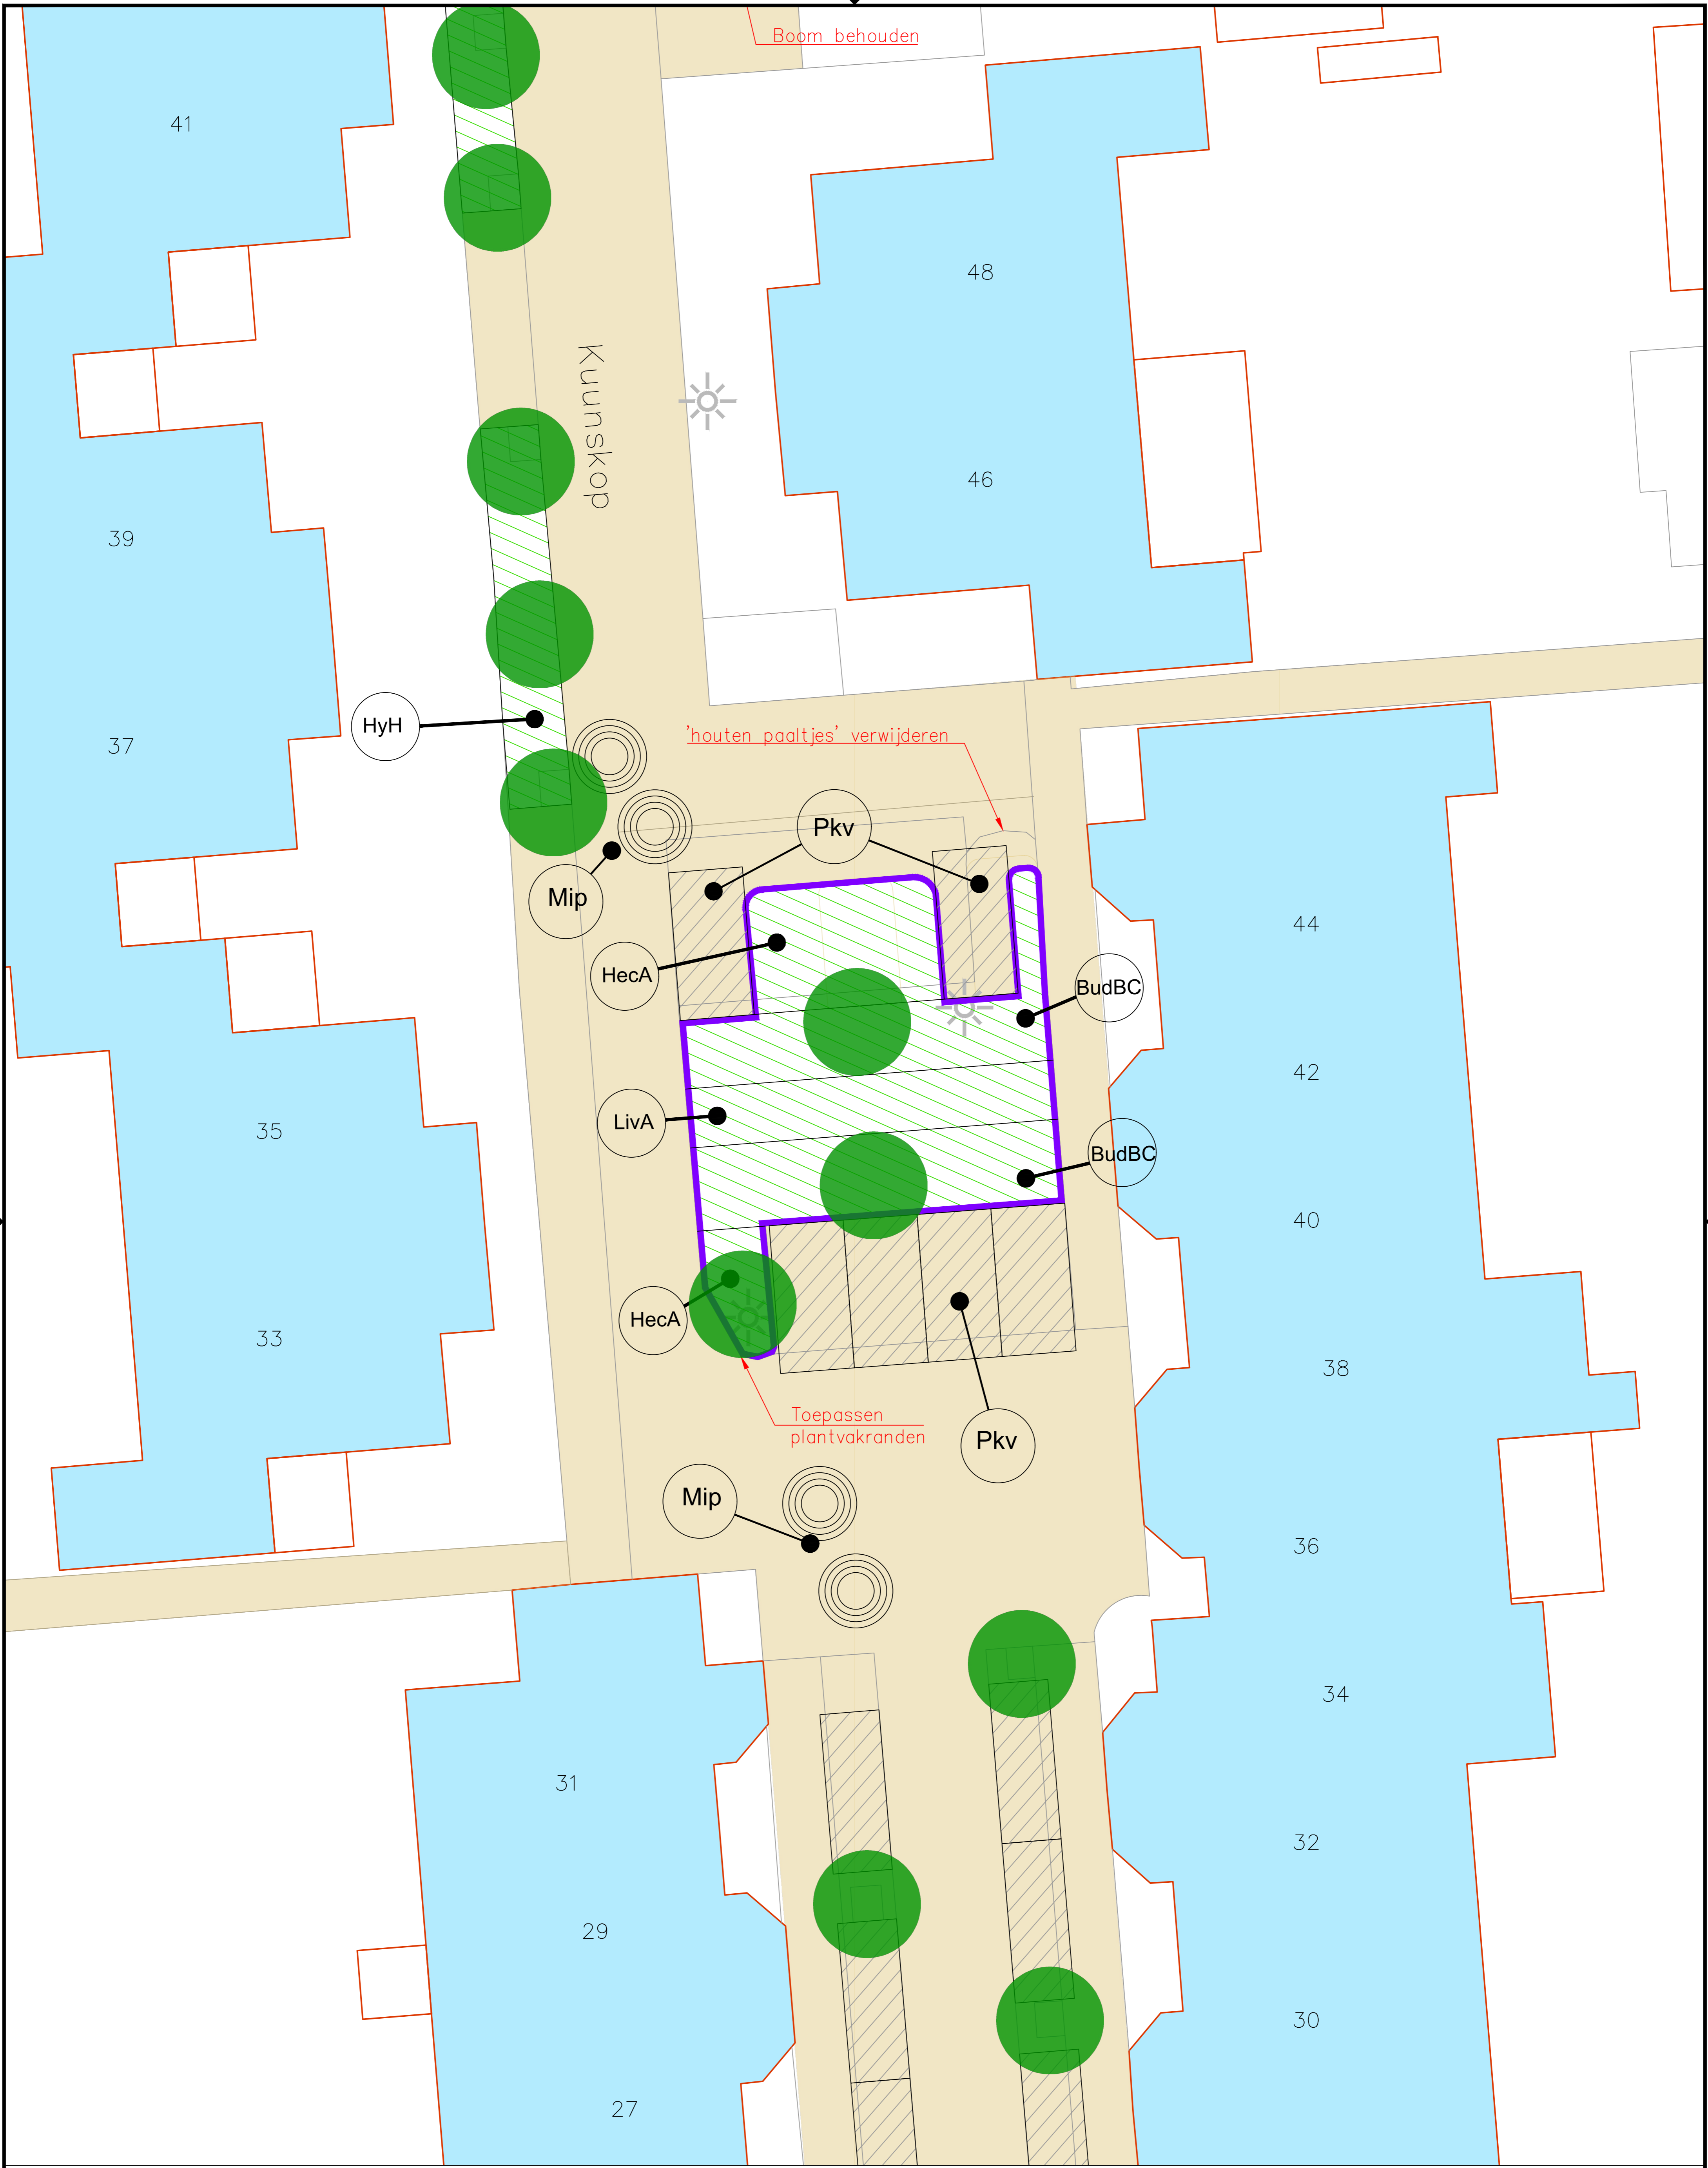 Boom behouden
41
48
Kuunskop
46
39
HyH
37
'houten paaltjes' verwijderen
Pkv
Mip
44
HecA
BudBC
42
LivA
35
BudBC
40
HecA
33
38
Toepassen
plantvakranden
Pkv
Mip
36
34
31
32
29
30
27